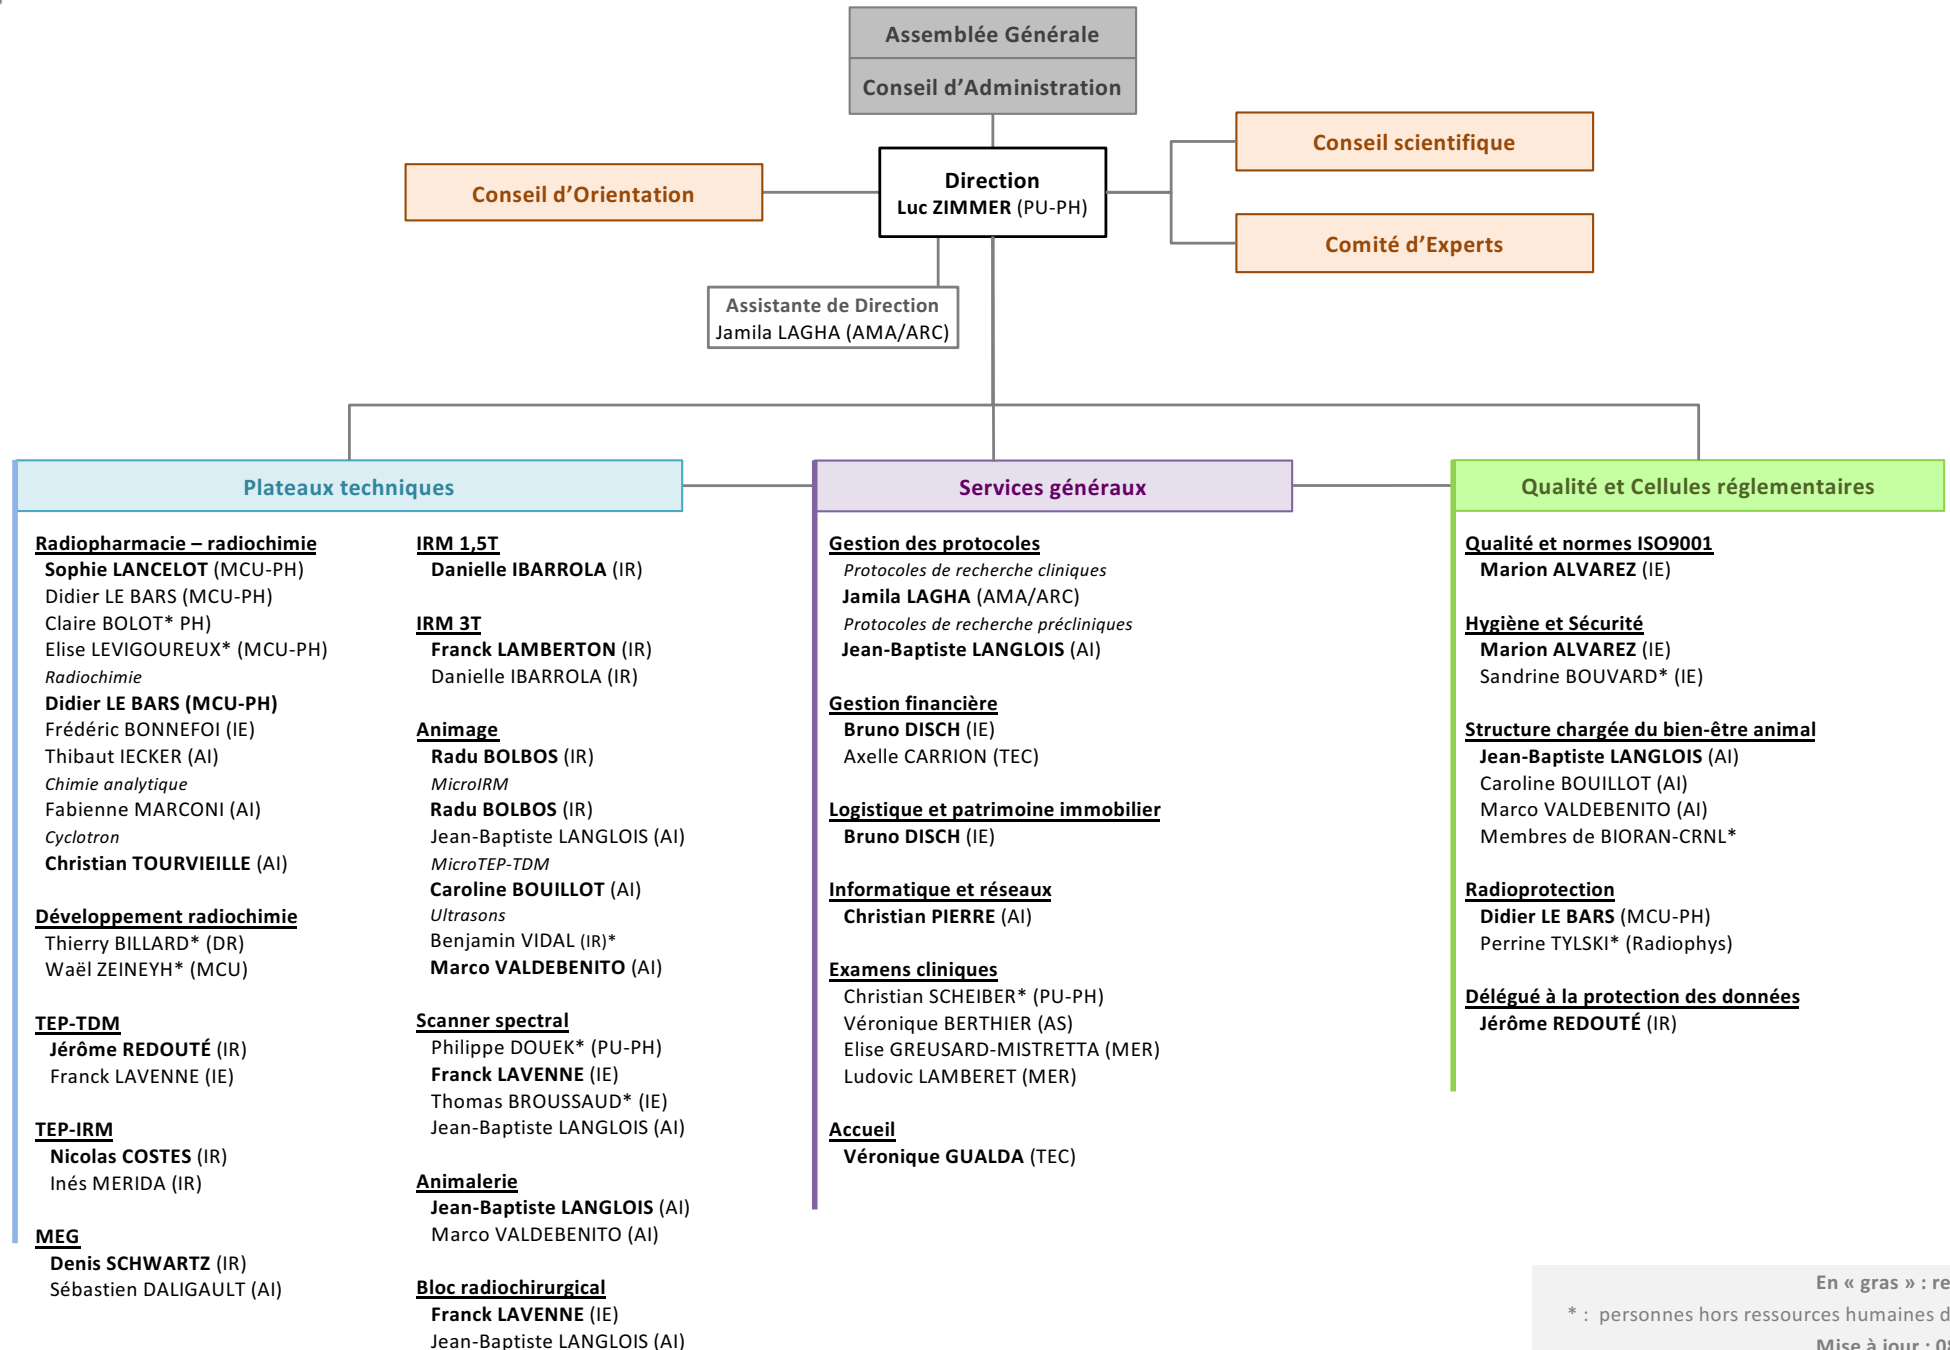 Assemblée Générale
Conseil d’Administration
Conseil scientifique
Conseil d’Orientation
Direction
Luc ZIMMER (PU-PH)
Comité d’Experts
Assistante de Direction
Jamila LAGHA (AMA/ARC)
Plateaux techniques
Radiopharmacie – radiochimie
Sophie LANCELOT (MCU-PH)
Didier LE BARS (MCU-PH)
Claire BOLOT* PH)
Elise LEVIGOUREUX* (MCU-PH)
Radiochimie
Didier LE BARS (MCU-PH)
Frédéric BONNEFOI (IE)
Thibaut IECKER (AI)
Chimie analytique
Fabienne MARCONI (AI)
Cyclotron
Christian TOURVIEILLE (AI)
Développement radiochimie
Thierry BILLARD* (DR)
Waël ZEINEYH* (MCU)
TEP-TDM
Jérôme REDOUTÉ (IR)
Franck LAVENNE (IE)
TEP-IRM
Nicolas COSTES (IR)
Inés MERIDA (IR)
MEG
Denis SCHWARTZ (IR)
Sébastien DALIGAULT (AI)
IRM 1,5T
Danielle IBARROLA (IR)
IRM 3T
Franck LAMBERTON (IR)
Danielle IBARROLA (IR)
Animage
Radu BOLBOS (IR)
MicroIRM
Radu BOLBOS (IR)
Jean-Baptiste LANGLOIS (AI)
MicroTEP-TDM
Caroline BOUILLOT (AI)
Ultrasons
Benjamin VIDAL (IR)*
Marco VALDEBENITO (AI)
Scanner spectral
Philippe DOUEK* (PU-PH)
Franck LAVENNE (IE)
Thomas BROUSSAUD* (IE)
Jean-Baptiste LANGLOIS (AI)
Animalerie
Jean-Baptiste LANGLOIS (AI)
Marco VALDEBENITO (AI)
Bloc radiochirurgical
Franck LAVENNE (IE)
Jean-Baptiste LANGLOIS (AI)
Services généraux
Gestion des protocoles
Protocoles de recherche cliniques
Jamila LAGHA (AMA/ARC)
Protocoles de recherche précliniques
Jean-Baptiste LANGLOIS (AI)
Gestion financière
Bruno DISCH (IE)
Axelle CARRION (TEC)
Logistique et patrimoine immobilier
Bruno DISCH (IE)
Informatique et réseaux
Christian PIERRE (AI)
Examens cliniques
Christian SCHEIBER* (PU-PH)
Véronique BERTHIER (AS)
Elise GREUSARD-MISTRETTA (MER)
Ludovic LAMBERET (MER)
Accueil
Véronique GUALDA (TEC)
Qualité et Cellules réglementaires
Qualité et normes ISO9001
Marion ALVAREZ (IE)
Hygiène et Sécurité
Marion ALVAREZ (IE)
Sandrine BOUVARD* (IE)
Structure chargée du bien-être animal
Jean-Baptiste LANGLOIS (AI)
Caroline BOUILLOT (AI)
Marco VALDEBENITO (AI)
Membres de BIORAN-CRNL*
Radioprotection
Didier LE BARS (MCU-PH)
Perrine TYLSKI* (Radiophys)
Délégué à la protection des données
Jérôme REDOUTÉ (IR)
En « gras » : re
* : personnes hors ressources humaines d
Mise à jour : 08